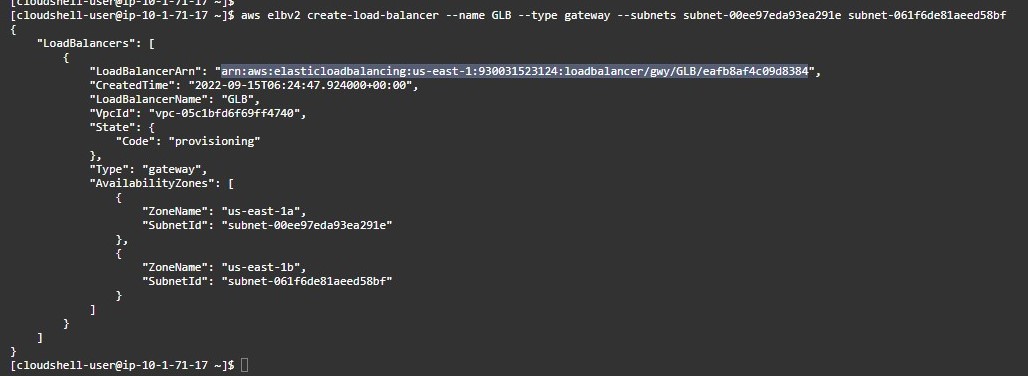 [cloudshell-user@ip-10-1-71-17 ~]$
[cloudshell-user@ip-10-1-71-17 ~]$ aws elbv2 create-load-balancer --name GLB --type gateway --subnets subnet-00ee97eda93ea291e subnet-061f6de81aeed58bf
{
    "LoadBalancers": [
        {
            "LoadBalancerArn": "arn:aws:elasticloadbalancing:us-east-1:930031523124:loadbalancer/gwy/GLB/eafb8af4c09d8384",
            "CreatedTime": "2022-09-15T06:24:47.924000+00:00",
            "LoadBalancerName": "GLB",
            "VpcId": "vpc-05c1bfd6f69ff4740",
            "State": {
                "Code": "provisioning"
            },
            "Type": "gateway",
            "AvailabilityZones": [
                {
                    "ZoneName": "us-east-1a",
                    "SubnetId": "subnet-00ee97eda93ea291e"
                },
                {
                    "ZoneName": "us-east-1b",
                    "SubnetId": "subnet-061f6de81aeed58bf"
                }
            ]
        }
    ]
}
[cloudshell-user@ip-10-1-71-17 ~]$